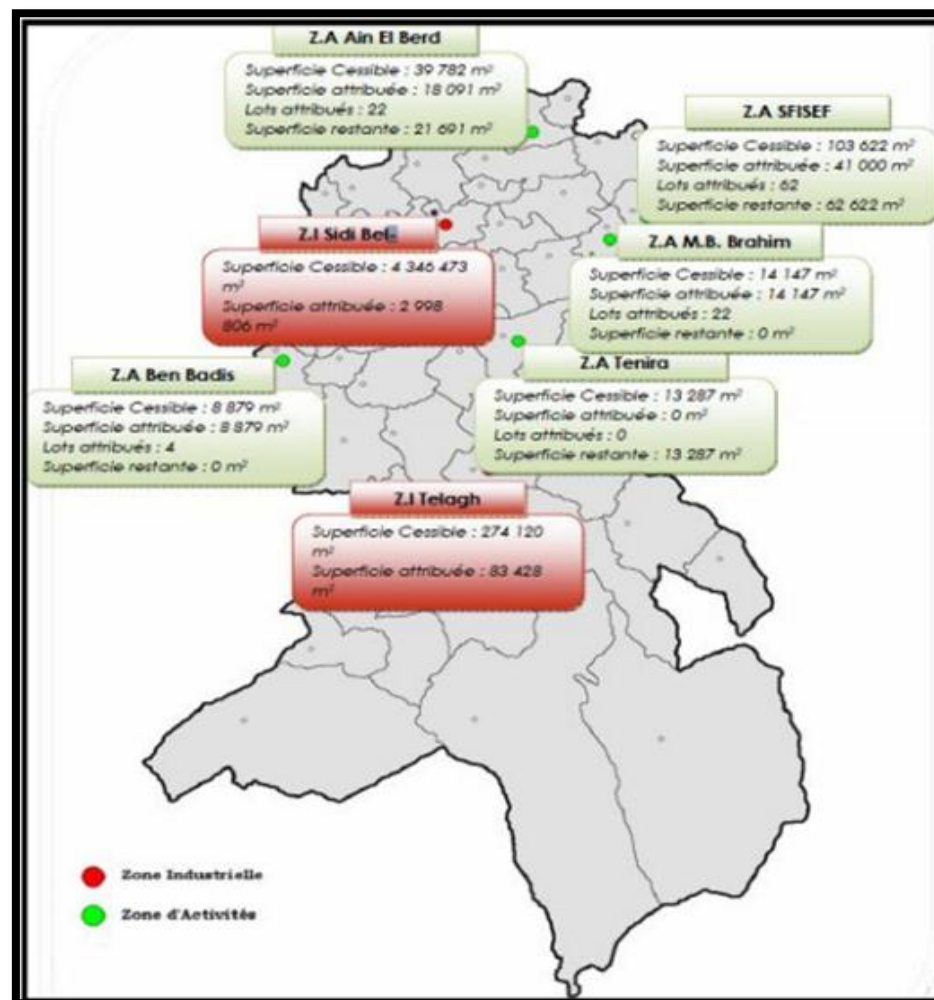 Z.A Ain El Berd
Superficie Cessible : 39 782 m²
Superficie attribuée : 18 091 m²
Lots attribués : 22
Superficie restante : 21 691 m²
Z.A SFISEF
Superficie Cessible : 103 622 m²
Superficie attribuée : 41 000 m²
Lots attribués : 62
Superficie restante : 62 622 m²
Z.I Sidi Bel-
Superficie Cessible : 4 346 473
m²
Superficie attribuée : 2 998
806 m²
Z.A M.B. Brahim
Superficie Cessible : 14 147 m²
Superficie attribuée : 14 147 m²
Lots attribués : 22
Superficie restante : 0 m²
Z.A Ben Badis
Superficie Cessible : 8 879 m²
Superficie attribuée : 8 879 m²
Lots attribués : 4
Superficie restante : 0 m²
Z.A Tenira
Superficie Cessible : 13 287 m²
Superficie attribuée : 0 m²
Lots attribués : 0
Superficie restante : 13 287 m²
Z.I Telagh
Superficie Cessible : 274 120
m²
Superficie attribuée : 83 428
m²
Zone Industrielle
Zone d'Activités